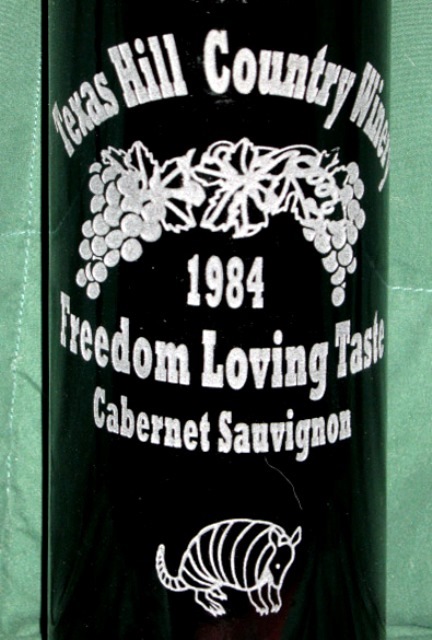 Texas Hill Country Winery
1984
Freedom Loving Taste
Cabernet Sauvignon